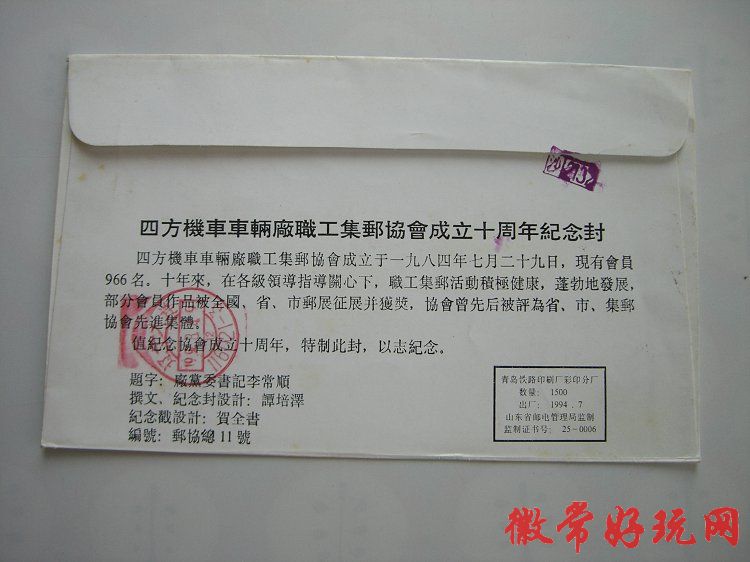 四方機車車輛廠職工集郵協會成立十周年紀念封
四方機車車輛廠職工集郵協會成立于一九八四年七月二十九日，現有會員
966名。十年來，在各級領導指導關心下，職工集郵活動積極健康，蓬勃地發展，
部分會員作品被全國、省、市郵展征展并獲獎，協會曾先后被評為省、市、集郵
協會先進集體。
值紀念協會成立十周年，特制此封，以志紀念。
題字：廠黨委書記李常順
撰文、紀念封設計：譚培澤
紀念戳設計：賀全書
編號：郵協總11號
青岛铁路印刷厂彩印分厂
数量：1500
出厂：1994．7
山东省邮电管理局监制
监制证书号：25-0006
徽常好玩网